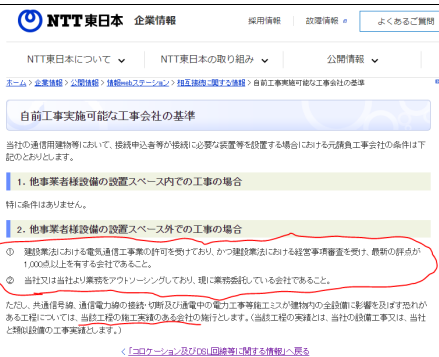 NTT東日本 企業情報
採用情報 故障情報 よくあるご質問
NTT東日本について NTT東日本の取り組み 公開情報
ホーム > 企業情報 > 公開情報 > 情報webステーション > 相互接続に関する情報 > 自前工事実施可能な工事会社の基準
自前工事実施可能な工事会社の基準
当社の通信用建物等において、接続申込者等が接続に必要な装置等を設置する場合における元請負工事会社の条件は下
記のとおりとします。
1. 他事業者様設備の設置スペース内での工事の場合
特に条件はありません。
2. 他事業者様設備の設置スペース外での工事の場合
① 建設業法における電気通信工事業の許可を受けており、かつ建設業法における経営事項審査を受け、最新の評点が
1,000点以上を有する会社であること。
② 当社又は当社より業務をアウトソーシングしており、現に業務委託している会社であること。
ただし、共通信号線、通信電力線の接続・切断及び通電中の電力工事等施工ミスが建物内の全設備に影響を及ぼす恐れが
ある工程については、当該工程の施工実績のある会社の施行とします。(当該工程の実績とは、当社の設備工事又は、当社
と類似設備の工事実績とします。)
< 「コロケーション及びDSL回線等に関する情報」へ戻る